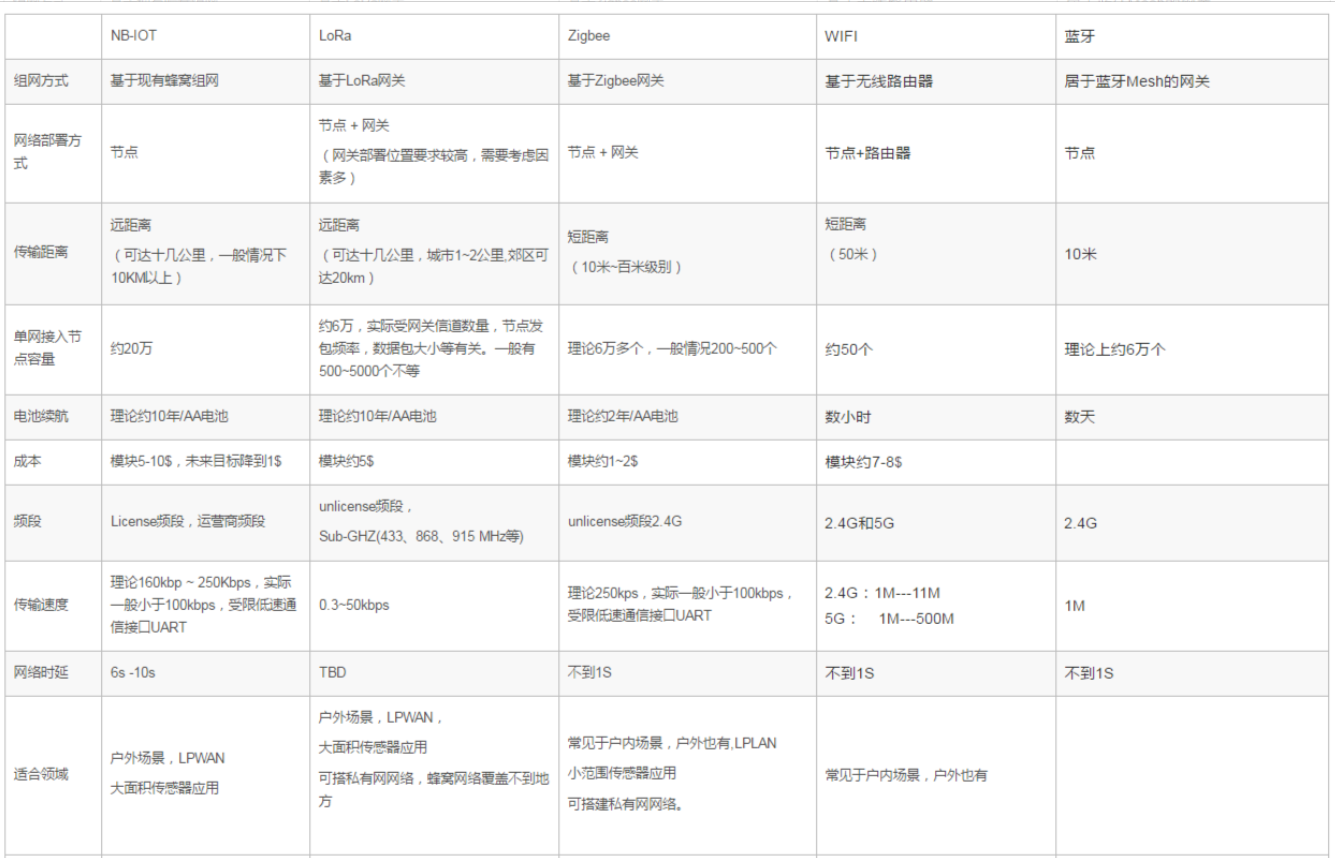 NB-IOT LoRa Zigbee WIFI 蓝牙
组网方式 基于现有蜂窝组网 基于LoRa网关 基于Zigbee网关 基于无线路由器 居于蓝牙Mesh的网关
网络部署方
式
节点
节点 + 网关
（网关部署位置要求较高，需要考虑因
素多）
节点 + 网关
节点+路由器
节点
传输距离
远距离
（可达十几公里，一般情况下
10KM以上）
远距离
（可达十几公里，城市1~2公里,郊区可
达20km）
短距离
（10米~百米级别）
短距离
（50米）
10米
单网接入节
点容量
约20万
约6万，实际受网关信道数量，节点发
包频率，数据包大小等有关。一般有
500~5000个不等
理论6万多个，一般情况200~500个
约50个
理论上约6万个
电池续航 理论约10年/AA电池 理论约10年/AA电池 理论约2年/AA电池 数小时 数天
成本 模块5-10$，未来目标降到1$ 模块约5$ 模块约1~2$ 模块约7-8$
频段
License频段，运营商频段
unlicense频段，
Sub-GHZ(433、868、915 MHz等)
unlicense频段2.4G
2.4G和5G
2.4G
传输速度
理论160kbp ~ 250Kbps，实际
一般小于100kbps，受限低速通
信接口UART
0.3~50kbps
理论250kps，实际一般小于100kbps，
受限低速通信接口UART
2.4G：1M---11M
5G： 1M---500M
1M
网络时延 6s -10s TBD 不到1S 不到1S 不到1S
适合领域
户外场景，LPWAN
大面积传感器应用
户外场景，LPWAN，
大面积传感器应用
可搭私有网网络，蜂窝网络覆盖不到地
方
常见于户内场景，户外也有,LPLAN
小范围传感器应用
可搭建私有网网络。
常见于户内场景，户外也有